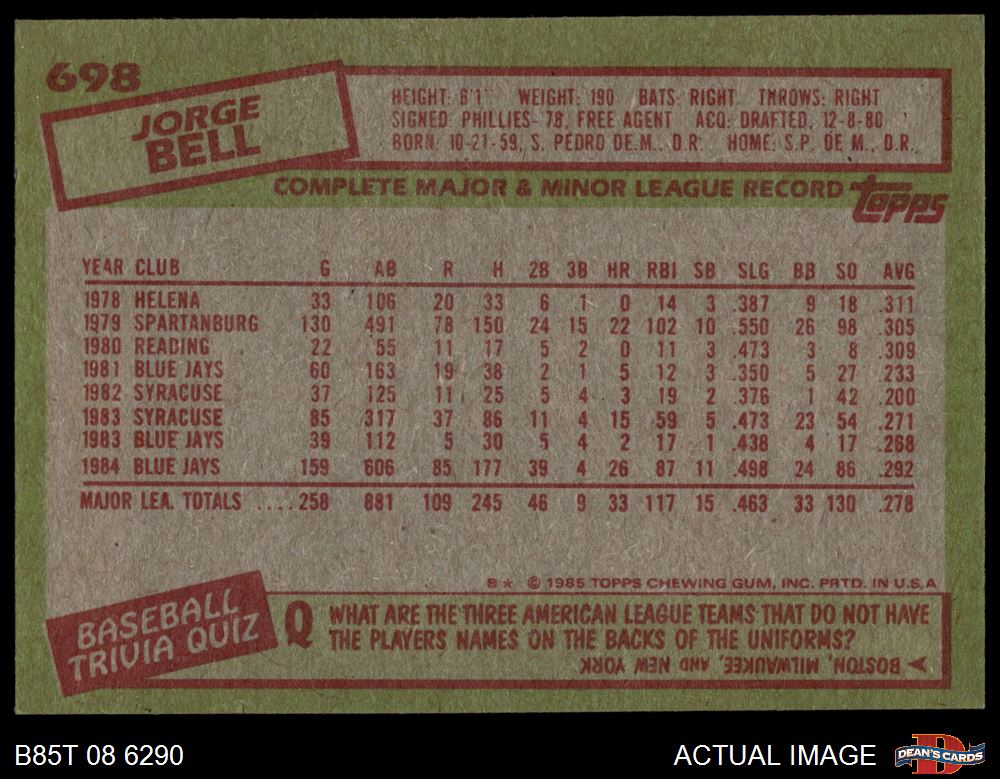 698
JORGE
BELL
HEIGHT: 6'1" WEIGHT: 190 BATS: RIGHT THROWS: RIGHT
SIGNED: PHILLIES- 78, FREE AGENT ACQ: DRAFTED, 12-8-80
BORN: 10-21-59, S. PEDRO DE.M., D.R. HOME: S.P. DE M., D.R.
COMPLETE MAJOR & MINOR LEAGUE RECORD Topps
YEAR CLUB G AB R H 2B 3B HR RBI SB SLG BB SO AVG
1978 HELENA 33 106 20 33 6 1 0 14 3 .387 9 18 .311
1979 SPARTANBURG 130 491 78 150 24 15 22 102 10 .550 26 98 .305
1980 READING 22 55 11 17 5 2 0 11 3 .473 3 8 .309
1981 BLUE JAYS 60 163 19 38 2 1 5 12 3 .350 5 27 .233
1982 SYRACUSE 37 125 11 25 5 4 3 19 2 .376 1 42 .200
1983 SYRACUSE 85 317 37 86 11 4 15 59 5 .473 23 54 .271
1983 BLUE JAYS 39 112 5 30 5 4 2 17 1 .438 4 17 .268
1984 BLUE JAYS 159 606 85 177 39 4 26 87 11 .498 24 86 .292
MAJOR LEA. TOTALS .... 258 881 109 245 46 9 33 117 15 .463 33 130 .278
B* © 1985 TOPPS CHEWING GUM, INC. PRTD. IN U.S.A
BASEBALL
TRIVIA QUIZ
Q WHAT ARE THE THREE AMERICAN LEAGUE TEAMS THAT DO NOT HAVE
THE PLAYERS NAMES ON THE BACKS OF THE UNIFORMS?
BOSTON, MILWAUKEE, AND NEW YORK
B85T 08 6290
ACTUAL IMAGE
D
DEAN'S CARDS